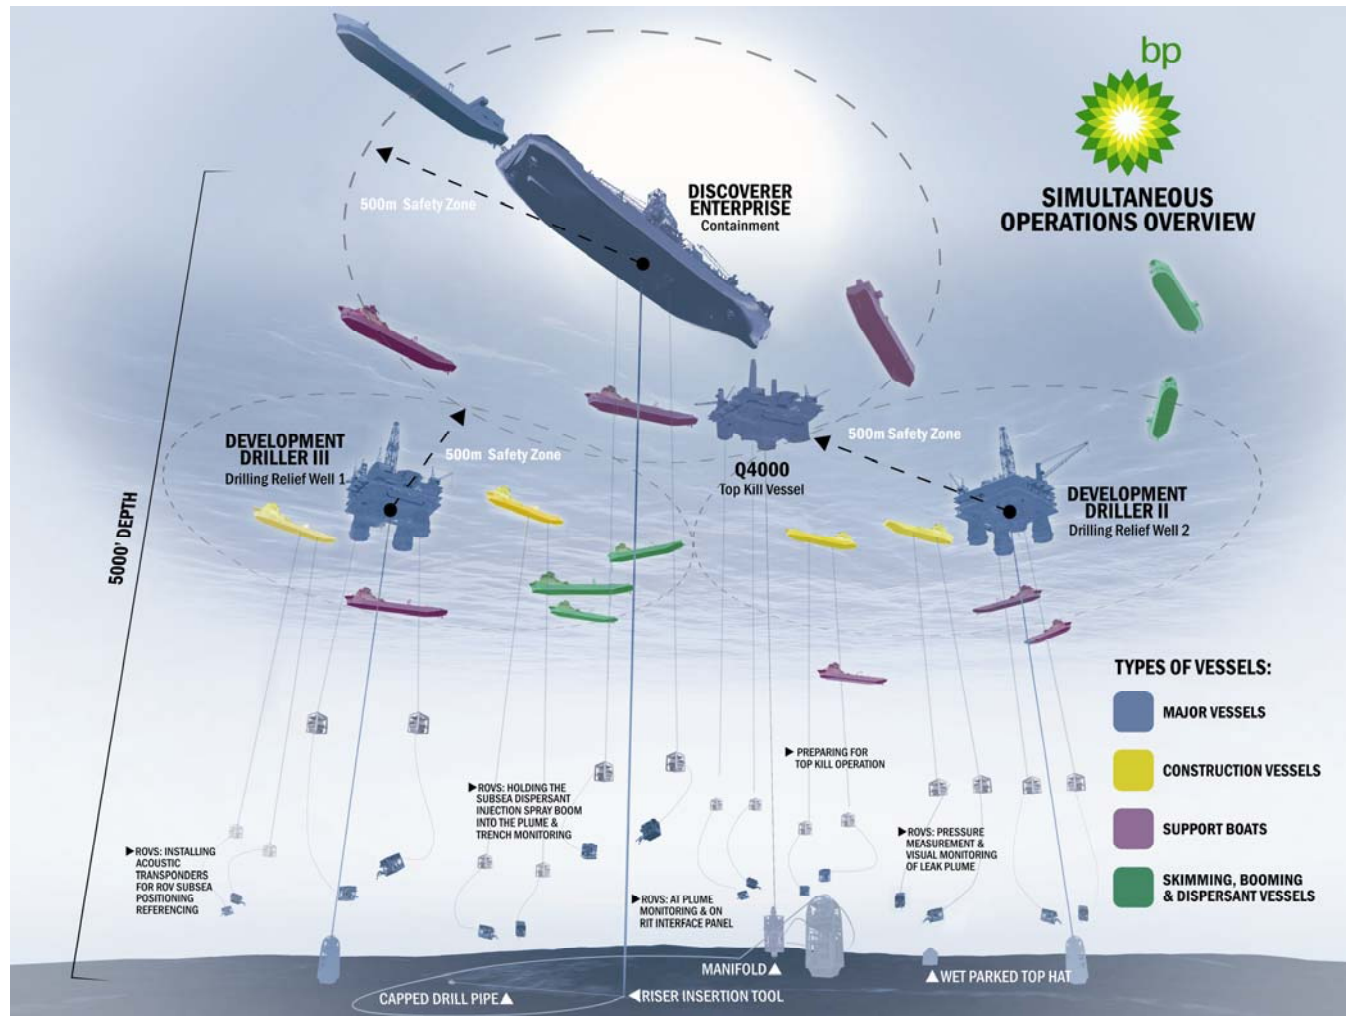 bp
SIMULTANEOUS
OPERATIONS OVERVIEW
DISCOVERER
ENTERPRISE
Containment
500m Safety Zone
DEVELOPMENT
DRILLER III
Drilling Relief Well 1
500m Safety Zone
Q4000
Top Kill Vessel
500m Safety Zone
DEVELOPMENT
DRILLER II
Drilling Relief Well 2
5000' DEPTH
TYPES OF VESSELS:
MAJOR VESSELS
CONSTRUCTION VESSELS
SUPPORT BOATS
SKIMMING, BOOMING
& DISPERSANT VESSELS
▶ROVS: INSTALLING
ACOUSTIC
TRANSPONDERS
FOR ROV SUBSEA
POSITIONING
REFERENCING
▶ROVS: HOLDING THE
SUBSEA DISPERSANT
INJECTION SPRAY BOOM
INTO THE PLUME &
TRENCH MONITORING
▶ROVS: AT PLUME
MONITORING & ON
RIT INTERFACE PANEL
▶ PREPARING FOR
TOP KILL OPERATION
▶ROVS: PRESSURE
MEASUREMENT &
VISUAL MONITORING
OF LEAK PLUME
MANIFOLD▲
▲WET PARKED TOP HAT
CAPPED DRILL PIPE▲
◀RISER INSERTION TOOL